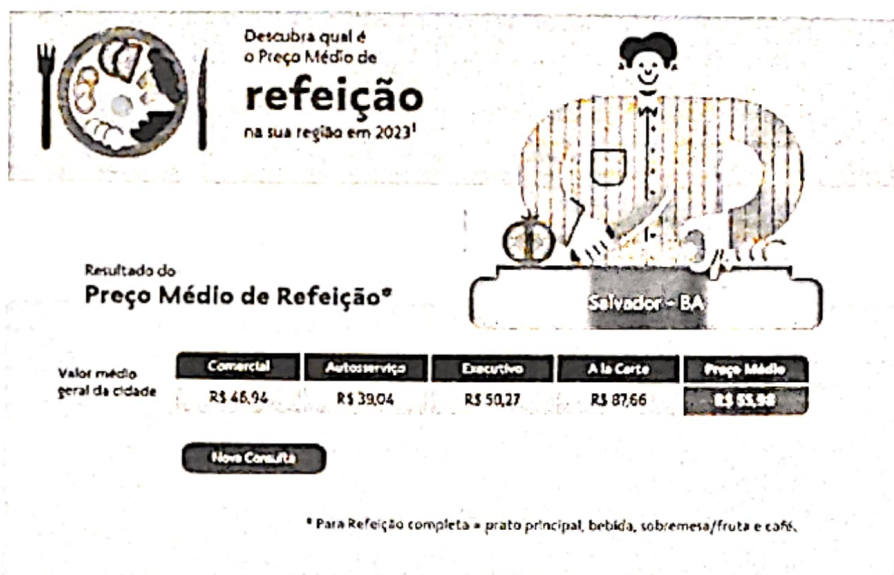 Descubra qual é
o Preço Médio de
refeição
na sua região em 2023¹
Resultado do
Preço Médio de Refeição*
Salvador - BA
Valor médio
geral da cidade
Comercial Autosserviço Executivo A la Carte Preço Médio
R$ 46,94 R$ 39,04 R$ 50,27 R$ 87,66 R$ 55,98
Nova Consulta
* Para Refeição completa = prato principal, bebida, sobremesa/fruta e café.